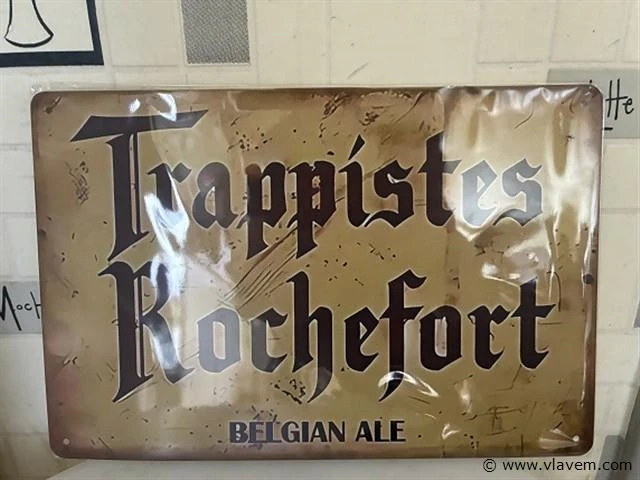 Trappistes
Rochefort
BELGIAN ALE
© www.vlavem.com